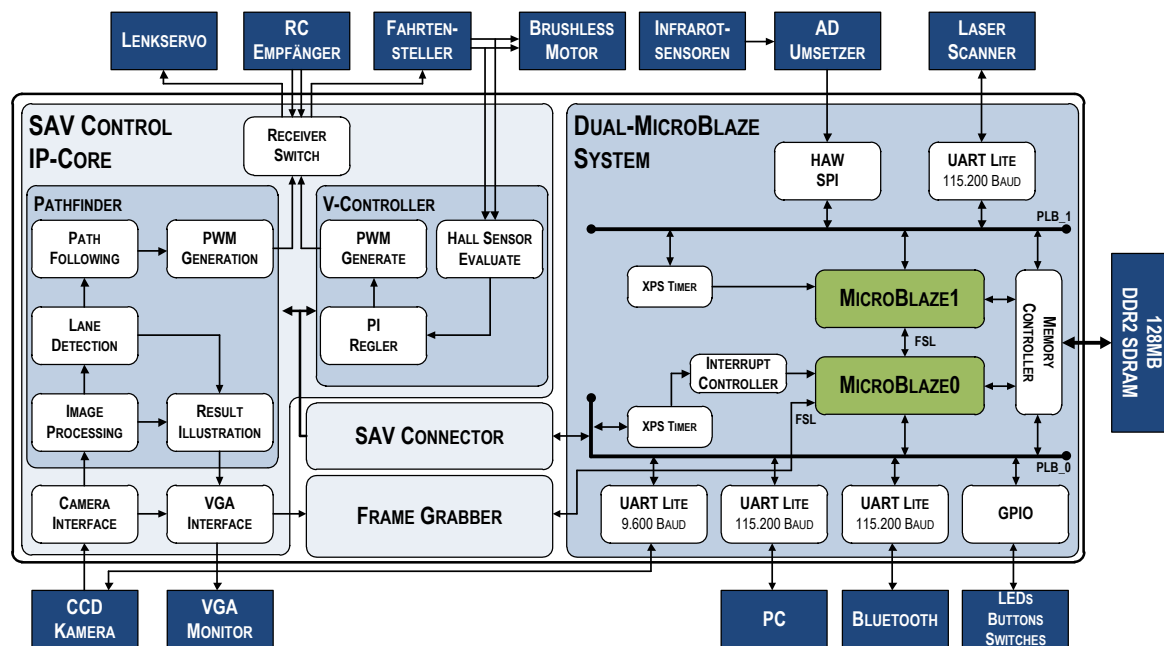 LENKSERVO
RC
EMPFÄNGER
FAHRTEN-
STELLER
BRUSHLESS
MOTOR
INFRAROT-
SENSOREN
AD
UMSETZER
LASER
SCANNER
SAV CONTROL
IP-CORE
RECEIVER
SWITCH
DUAL-MICROBLAZE
SYSTEM
HAW
SPI
UART LITE
115.200 BAUD
PLB_1
PATHFINDER
PATH
FOLLOWING
PWM
GENERATION
V-CONTROLLER
PWM
GENERATE
HALL SENSOR
EVALUATE
XPS TIMER
MICROBLAZE1
MEMORY
CONTROLLER
128MB
DDR2 SDRAM
LANE
DETECTION
PI
REGLER
FSL
INTERRUPT
CONTROLLER
MICROBLAZE0
IMAGE
PROCESSING
RESULT
ILLUSTRATION
SAV CONNECTOR
XPS TIMER
FSL
PLB_0
CAMERA
INTERFACE
VGA
INTERFACE
FRAME GRABBER
UART LITE
9.600 BAUD
UART LITE
115.200 BAUD
UART LITE
115.200 BAUD
GPIO
CCD
KAMERA
VGA
MONITOR
PC
BLUETOOTH
LEDS
BUTTONS
SWITCHES